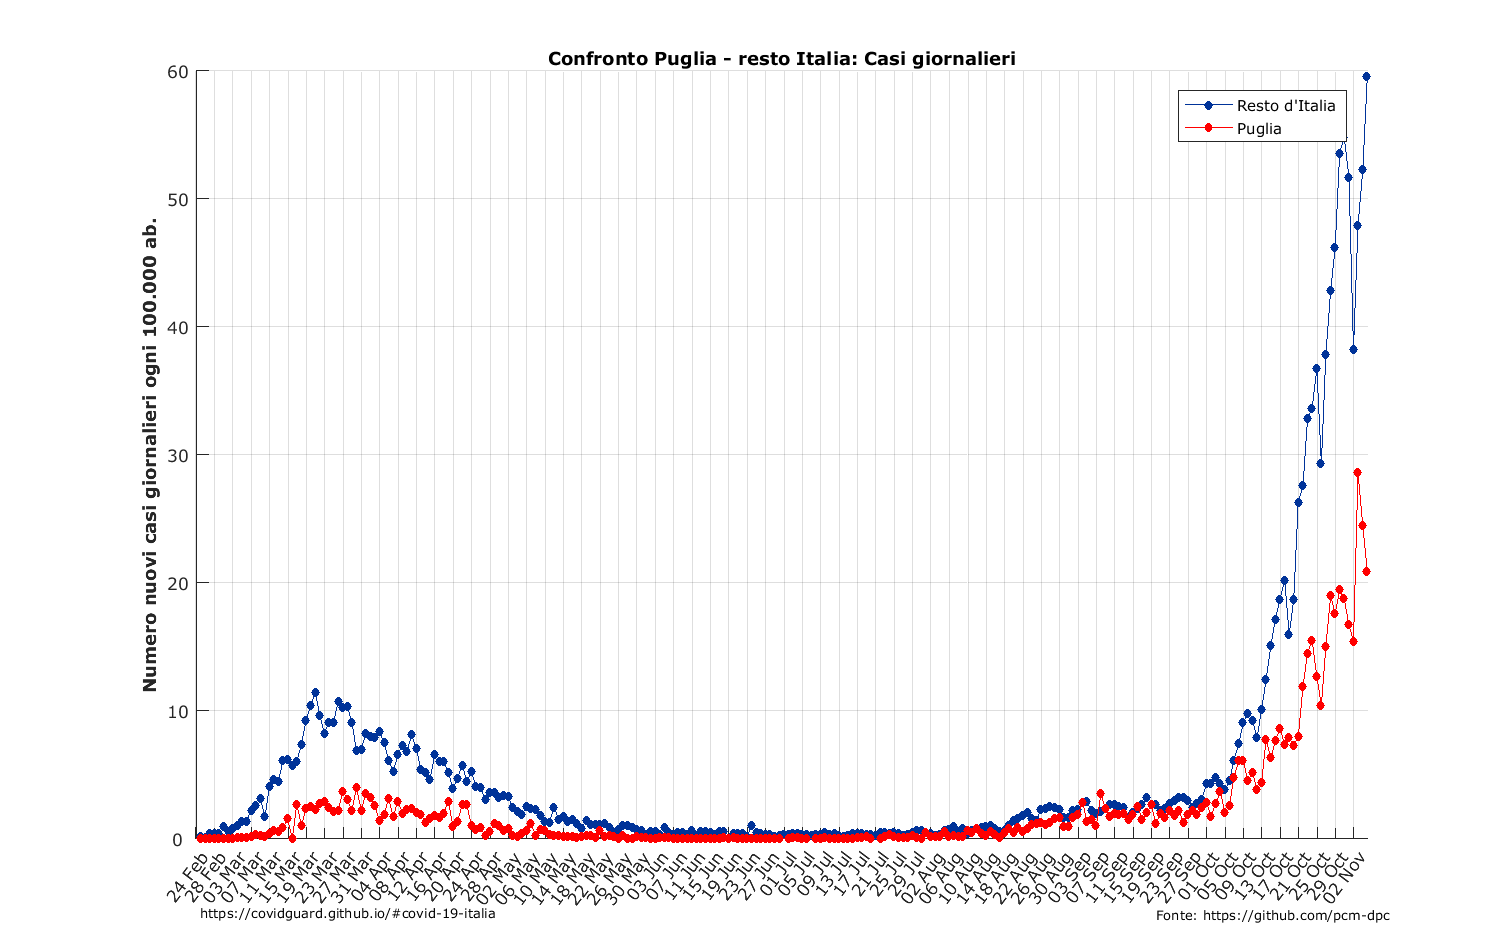 Confronto Puglia - resto Italia: Casi giornalieri
60
50
40
30
20
10
0
Numero nuovi casi giornalieri ogni 100.000 ab.
Resto d'Italia
Puglia
24 Feb
28 Feb
03 Mar
07 Mar
11 Mar
15 Mar
19 Mar
23 Mar
27 Mar
31 Mar
04 Apr
08 Apr
12 Apr
16 Apr
20 Apr
24 Apr
28 Apr
02 May
06 May
10 May
14 May
18 May
22 May
26 May
30 May
03 Jun
07 Jun
11 Jun
15 Jun
19 Jun
23 Jun
27 Jun
01 Jul
05 Jul
09 Jul
13 Jul
17 Jul
21 Jul
25 Jul
29 Jul
02 Aug
06 Aug
10 Aug
14 Aug
18 Aug
22 Aug
26 Aug
30 Aug
03 Sep
07 Sep
11 Sep
15 Sep
19 Sep
23 Sep
27 Sep
01 Oct
05 Oct
09 Oct
13 Oct
17 Oct
21 Oct
25 Oct
29 Oct
02 Nov
https://covidguard.github.io/#covid-19-italia
Fonte: https://github.com/pcm-dpc